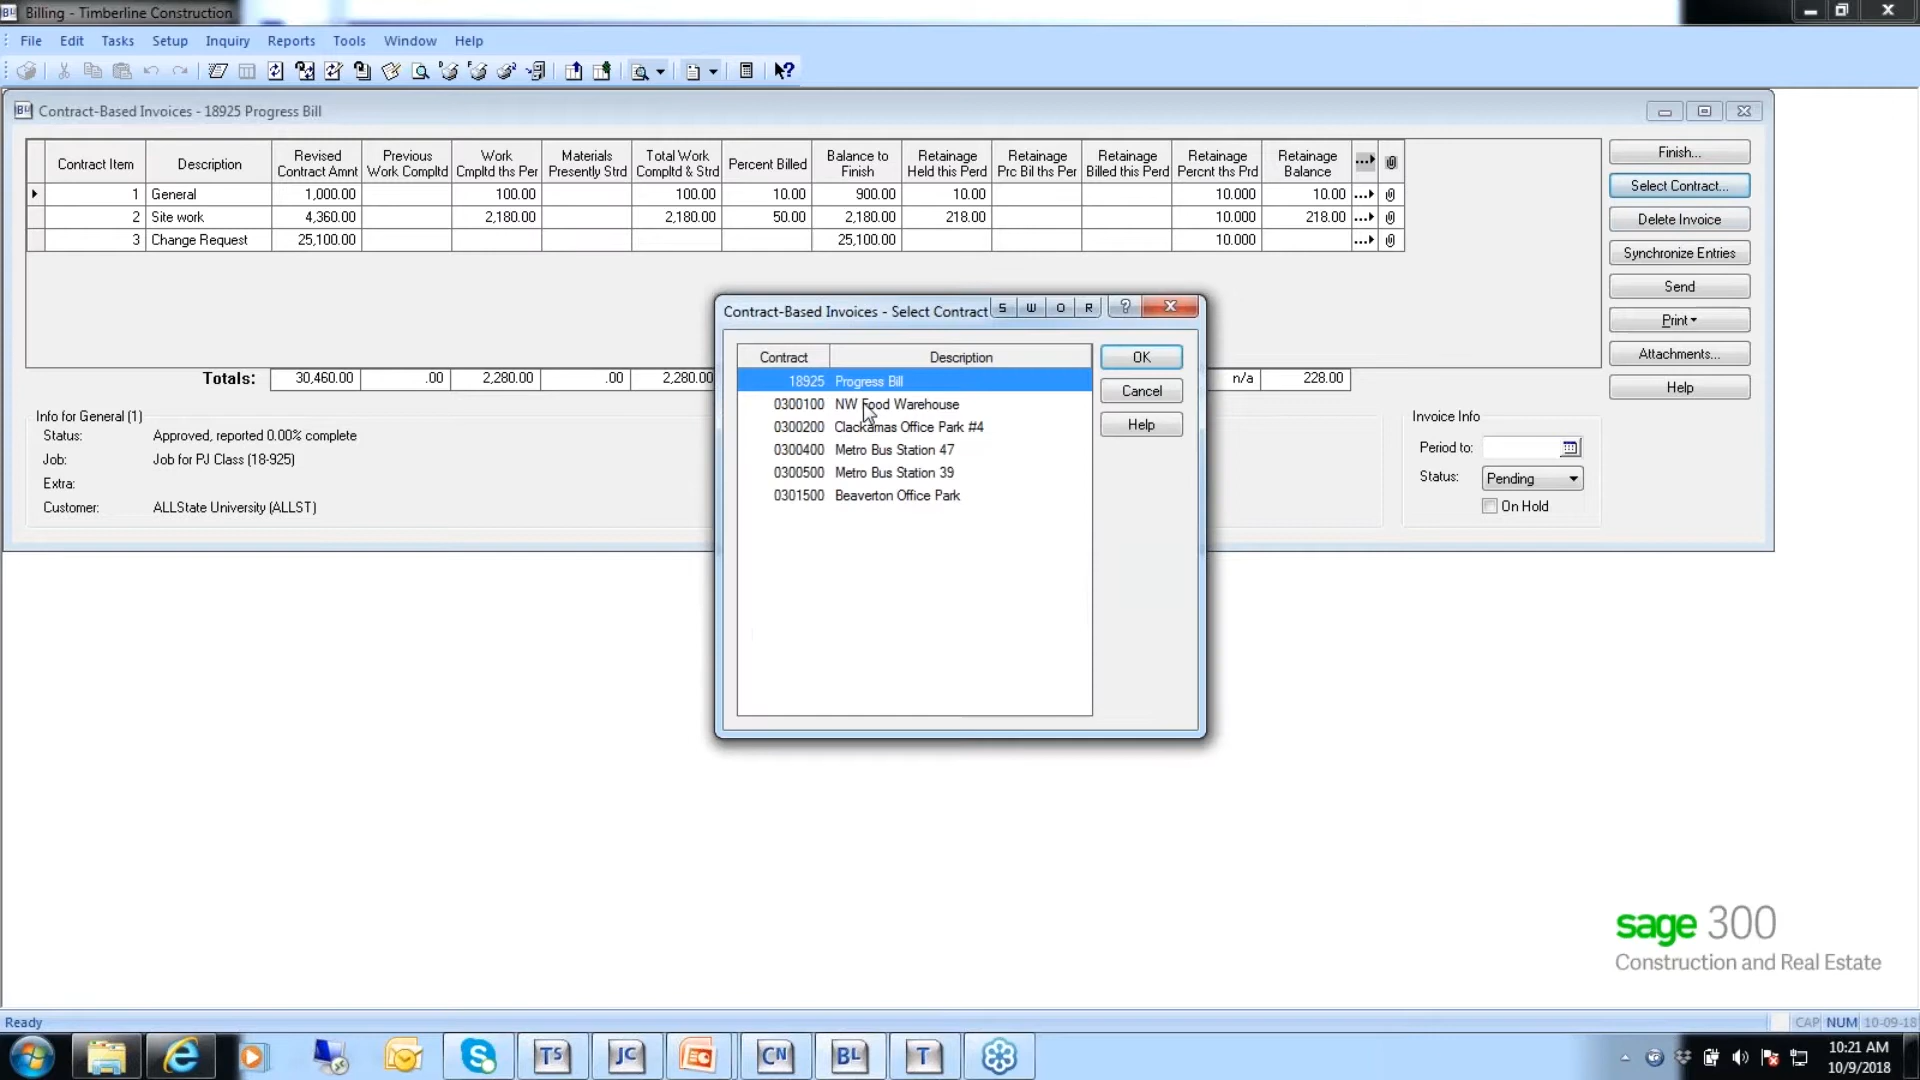 Billing - Timberline Construction
File Edit Tasks Setup Inquiry Reports Tools Window Help
Contract-Based Invoices - 18925 Progress Bill
Contract Item Description Revised Contract Amnt Previous Work Compltd Work Cmpltd ths Per Materials Presently Strd Total Work Compltd & Strd Percent Billed Balance to Finish Retainage Held this Perd Retainage Prc Bil ths Per Retainage Billed this Perd Retainage Percnt ths Prd Retainage Balance
1 General 1,000.00 100.00 100.00 10.00 900.00 10.00 10.000 10.00
2 Site work 4,360.00 2,180.00 2,180.00 50.00 2,180.00 218.00 10.000 218.00
3 Change Request 25,100.00 25,100.00 10.000
Totals: 30,460.00 .00 2,280.00 .00 2,280.00 n/a 228.00
Finish...
Select Contract...
Delete Invoice
Synchronize Entries
Send
Print
Attachments...
Help
Info for General (1)
Status: Approved, reported 0.00% complete
Job: Job for PJ Class (18-925)
Extra:
Customer: ALLState University (ALLST)
Invoice Info
Period to:
Status: Pending
On Hold
Contract-Based Invoices - Select Contract S W O R ?
Contract Description
18925 Progress Bill
0300100 NW Food Warehouse
0300200 Clackamas Office Park #4
0300400 Metro Bus Station 47
0300500 Metro Bus Station 39
0301500 Beaverton Office Park
OK
Cancel
Help
sage 300
Construction and Real Estate
Ready CAP NUM 10-09-18
TS JC CN BL T
10:21 AM
10/9/2018